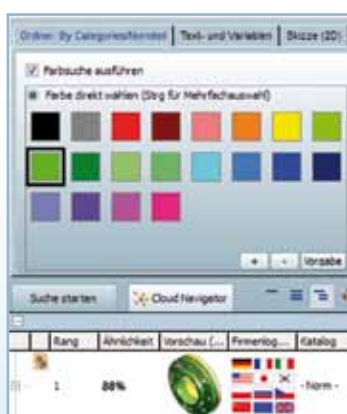 Ordner: By Categories/Normteil Text- und Variablen Skizze (2D)
Farbsuche ausführen
Farbe direkt wählen (Strg für Mehrfachauswahl)
+ - Vorgabe
Suche starten Cloud Navigator
Rang Ähnlichkeit Vorschau (... Firmenlog... Katalog
1 88% - Norm -